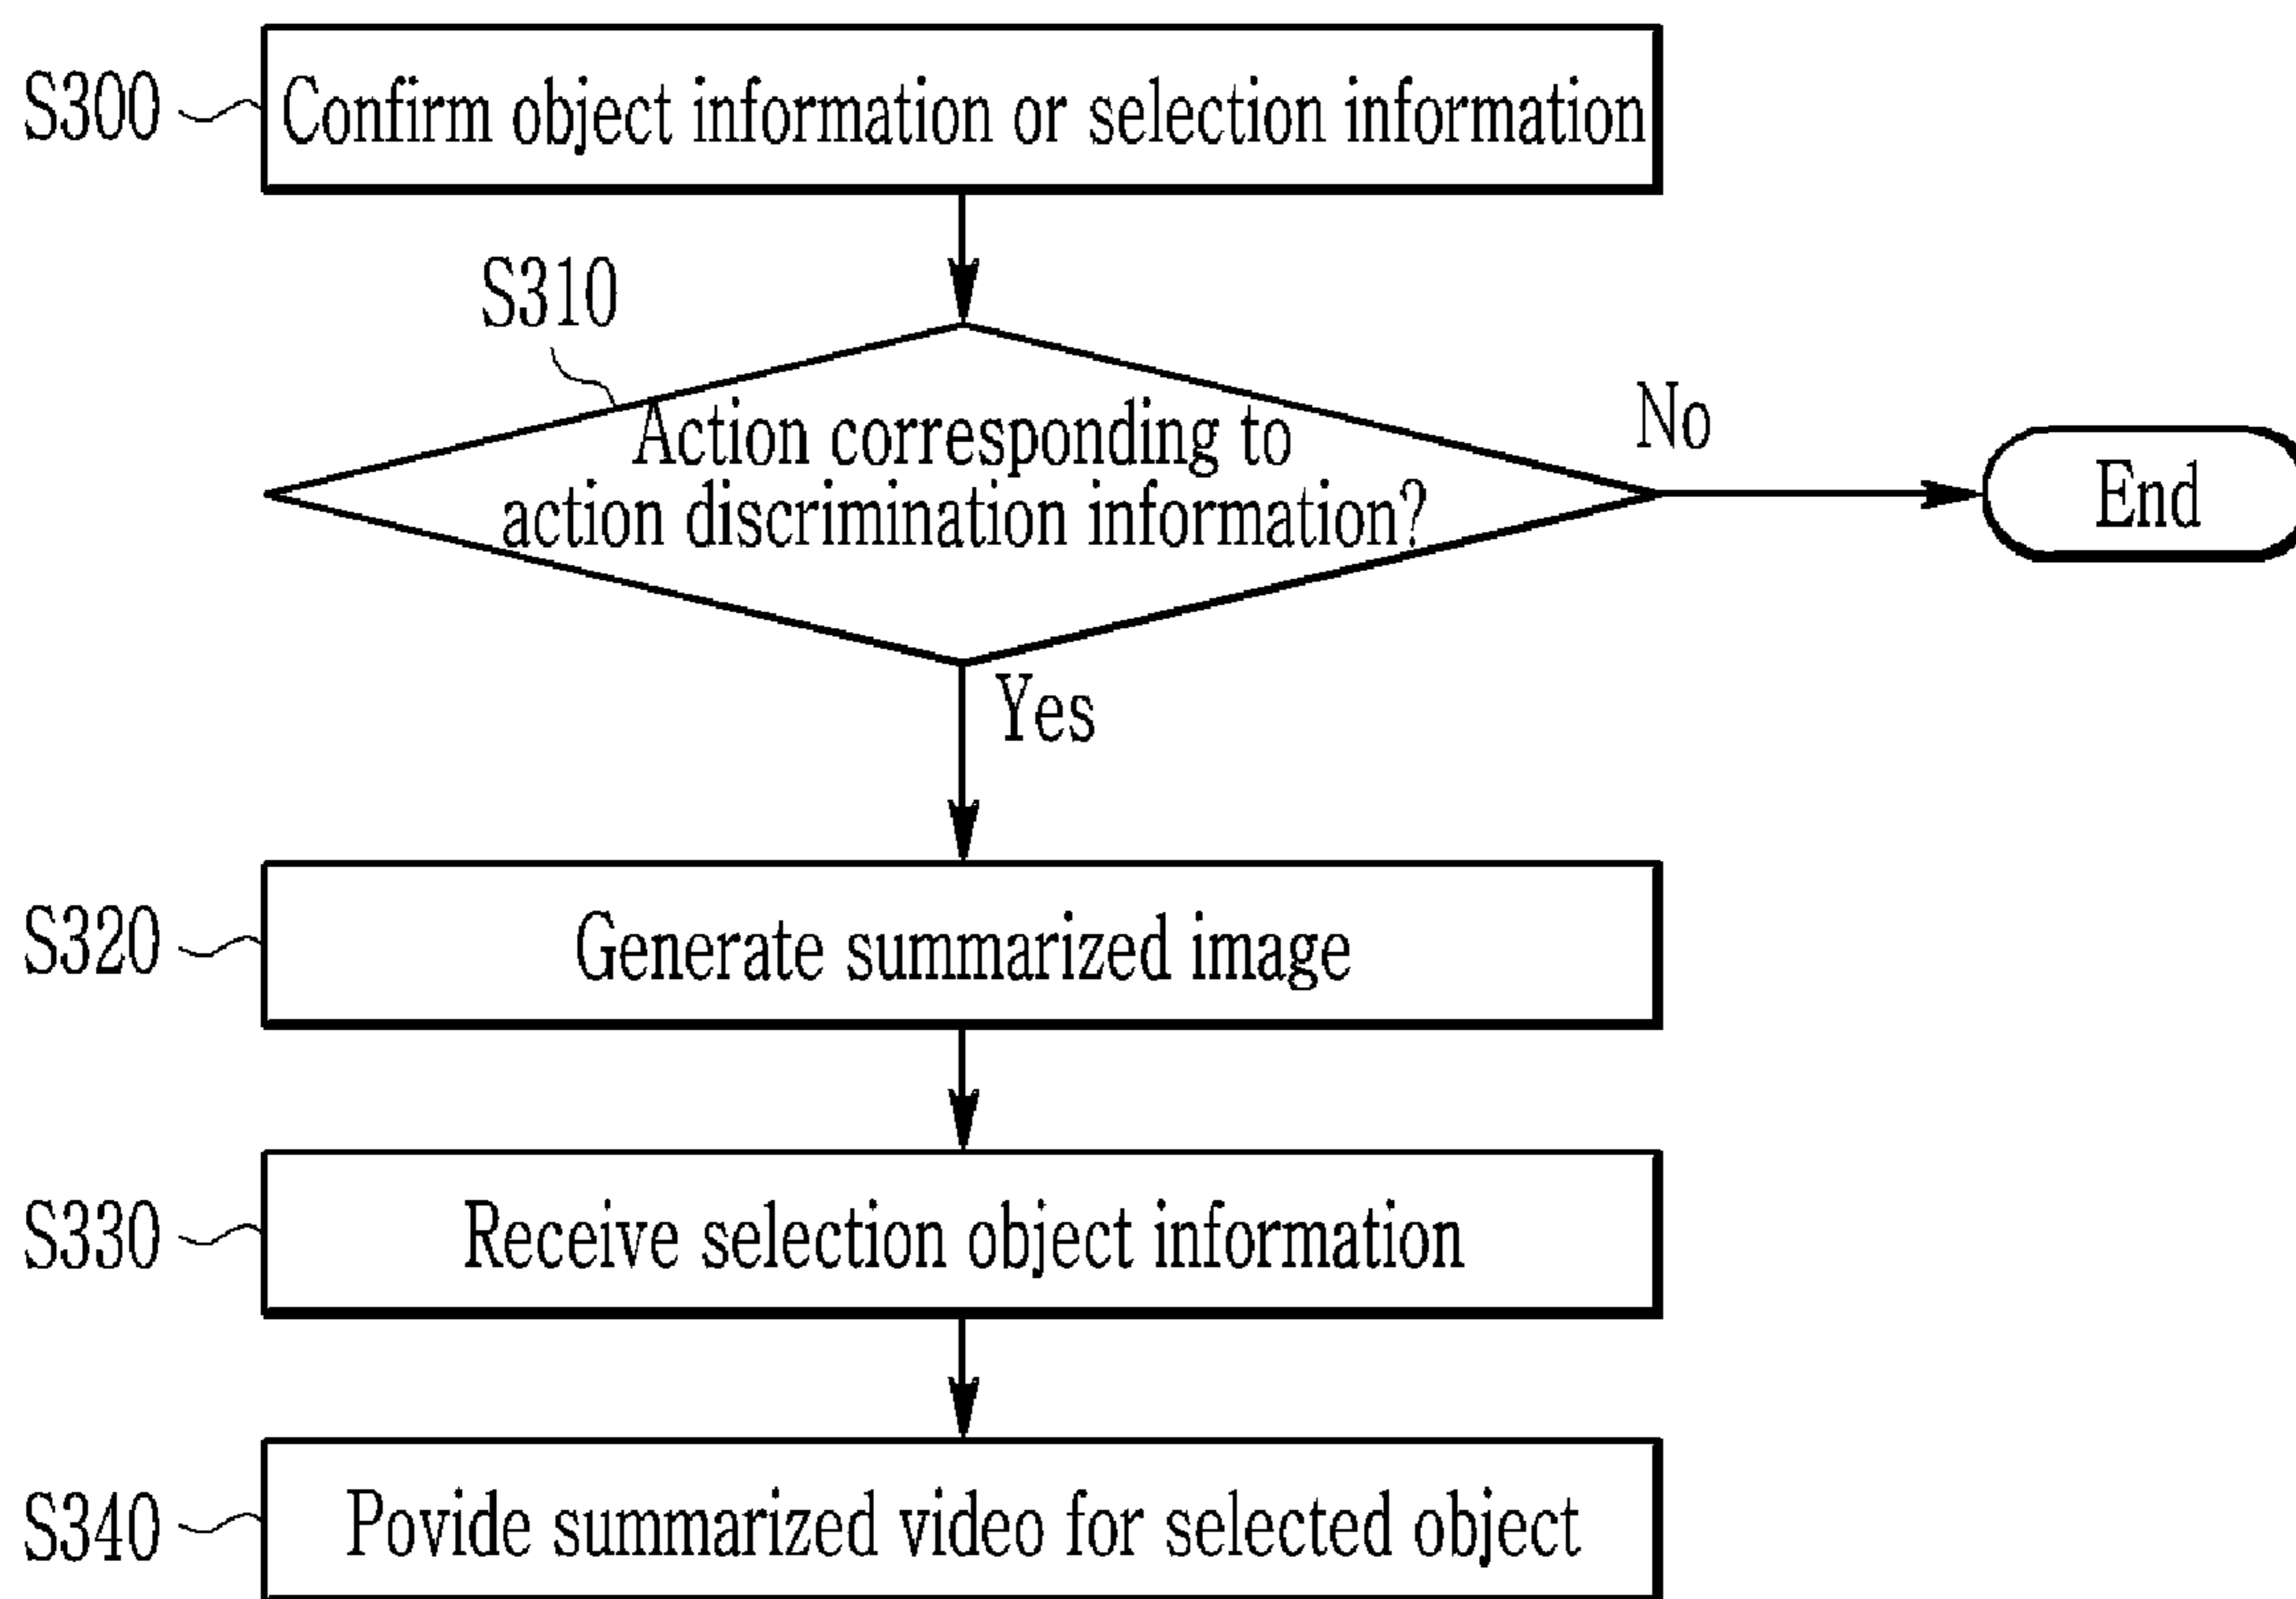 S300
Confirm object information or selection information
S310
Action corresponding to
action discrimination information?
No
End
Yes
S320
Generate summarized image
S330
Receive selection object information
S340
Povide summarized video for selected object